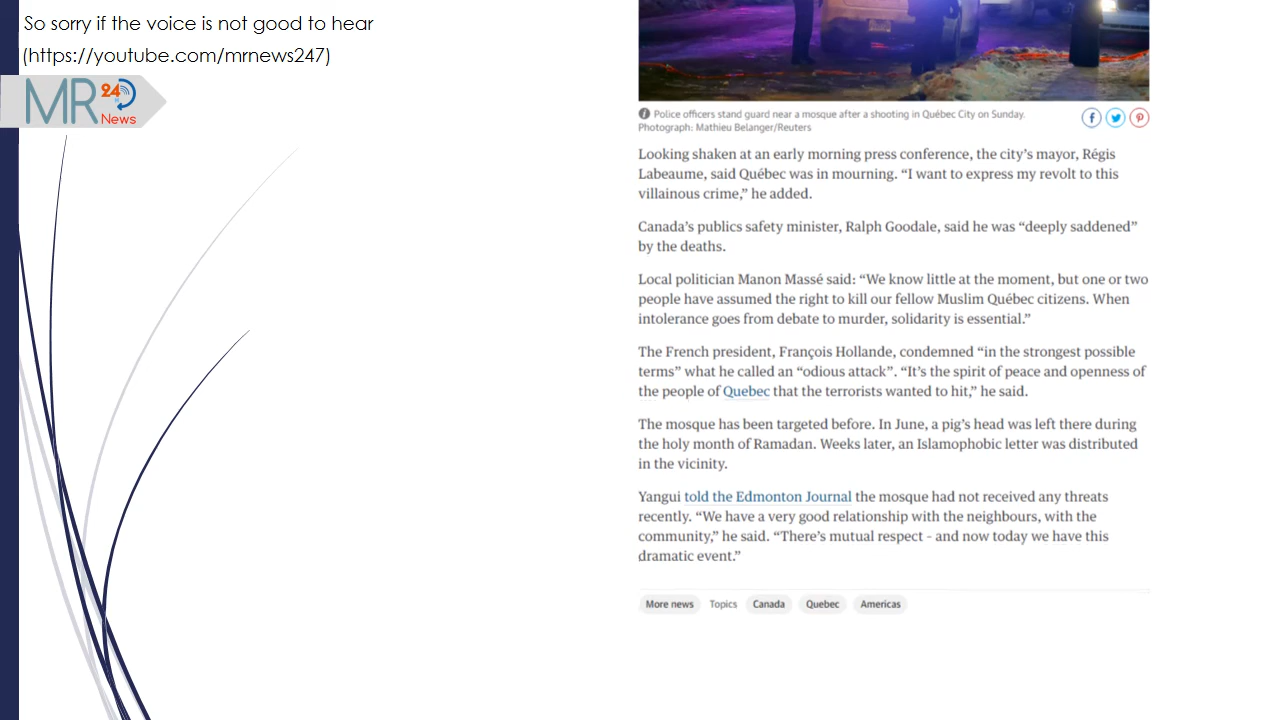 So sorry if the voice is not good to hear
(https://youtube.com/mrnews247)
MR
24
News
Police officers stand guard near a mosque after a shooting in Québec City on Sunday.
Photograph: Mathieu Belanger/Reuters
Looking shaken at an early morning press conference, the city’s mayor, Régis
Labeaume, said Québec was in mourning. “I want to express my revolt to this
villainous crime,” he added.
Canada’s publics safety minister, Ralph Goodale, said he was “deeply saddened”
by the deaths.
Local politician Manon Massé said: “We know little at the moment, but one or two
people have assumed the right to kill our fellow Muslim Québec citizens. When
intolerance goes from debate to murder, solidarity is essential.”
The French president, François Hollande, condemned “in the strongest possible
terms” what he called an “odious attack”. “It’s the spirit of peace and openness of
the people of Quebec that the terrorists wanted to hit,” he said.
The mosque has been targeted before. In June, a pig’s head was left there during
the holy month of Ramadan. Weeks later, an Islamophobic letter was distributed
in the vicinity.
Yangui told the Edmonton Journal the mosque had not received any threats
recently. “We have a very good relationship with the neighbours, with the
community,” he said. “There’s mutual respect - and now today we have this
dramatic event.”
More news Topics Canada Quebec Americas